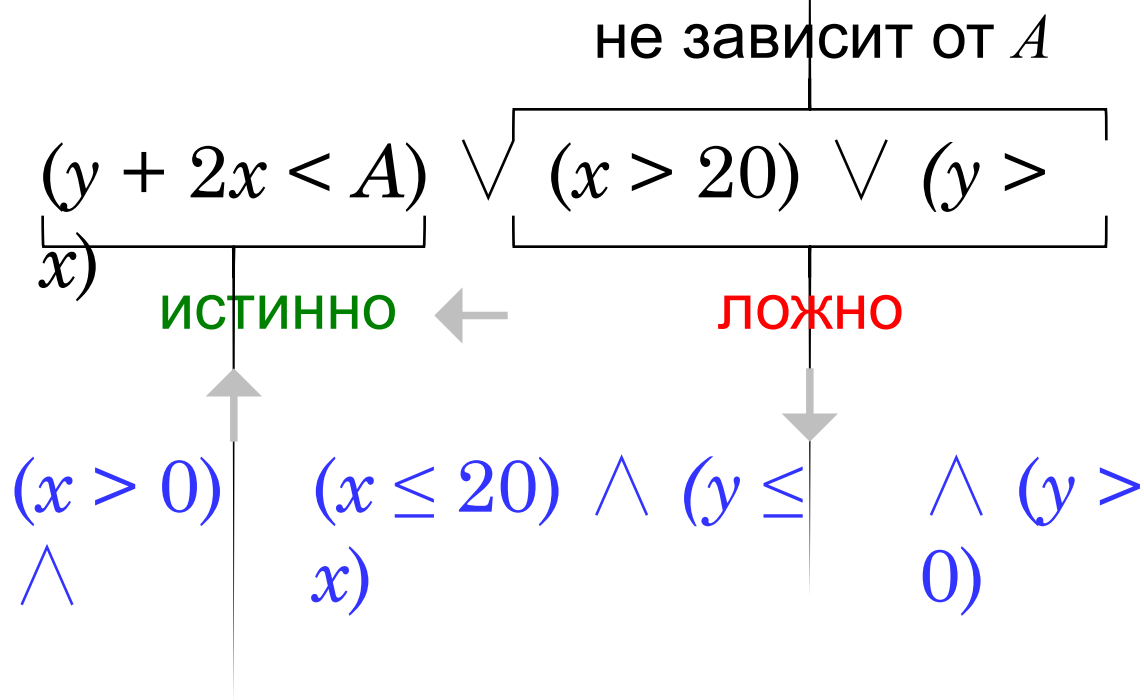 не зависит от A
(y + 2x < A) ∨ (x > 20) ∨ (y >
x)
истинно ложно
(x > 0) (x ≤ 20) ∧ (y ≤ ∧ (y >
∧ x) 0)